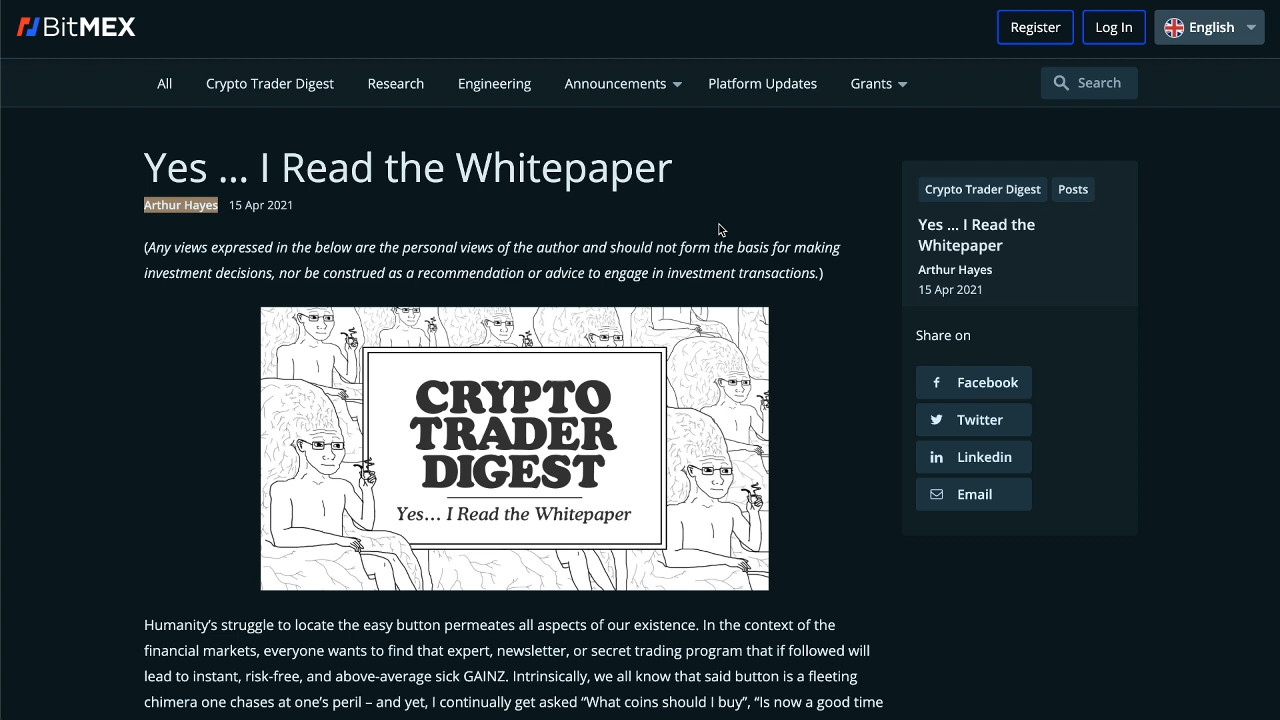 BitMEX
Register
Log In
English
All
Crypto Trader Digest
Research
Engineering
Announcements
Platform Updates
Grants
Search
Yes ... I Read the Whitepaper
Arthur Hayes 15 Apr 2021
(Any views expressed in the below are the personal views of the author and should not form the basis for making
investment decisions, nor be construed as a recommendation or advice to engage in investment transactions.)
CRYPTO
TRADER
DIGEST
Yes... I Read the Whitepaper
Humanity’s struggle to locate the easy button permeates all aspects of our existence. In the context of the
financial markets, everyone wants to find that expert, newsletter, or secret trading program that if followed will
lead to instant, risk-free, and above-average sick GAINZ. Intrinsically, we all know that said button is a fleeting
chimera one chases at one’s peril – and yet, I continually get asked “What coins should I buy”, “Is now a good time
Crypto Trader Digest
Posts
Yes ... I Read the
Whitepaper
Arthur Hayes
15 Apr 2021
Share on
Facebook
Twitter
Linkedin
Email